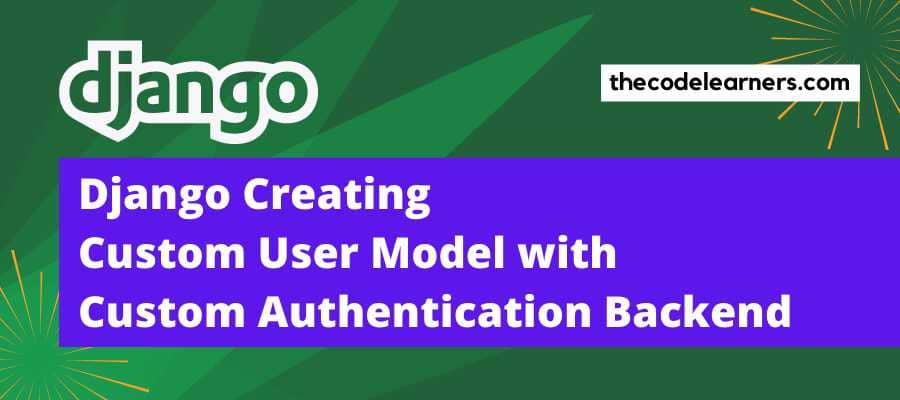 django
thecodelearners.com
Django Creating
Custom User Model with
Custom Authentication Backend